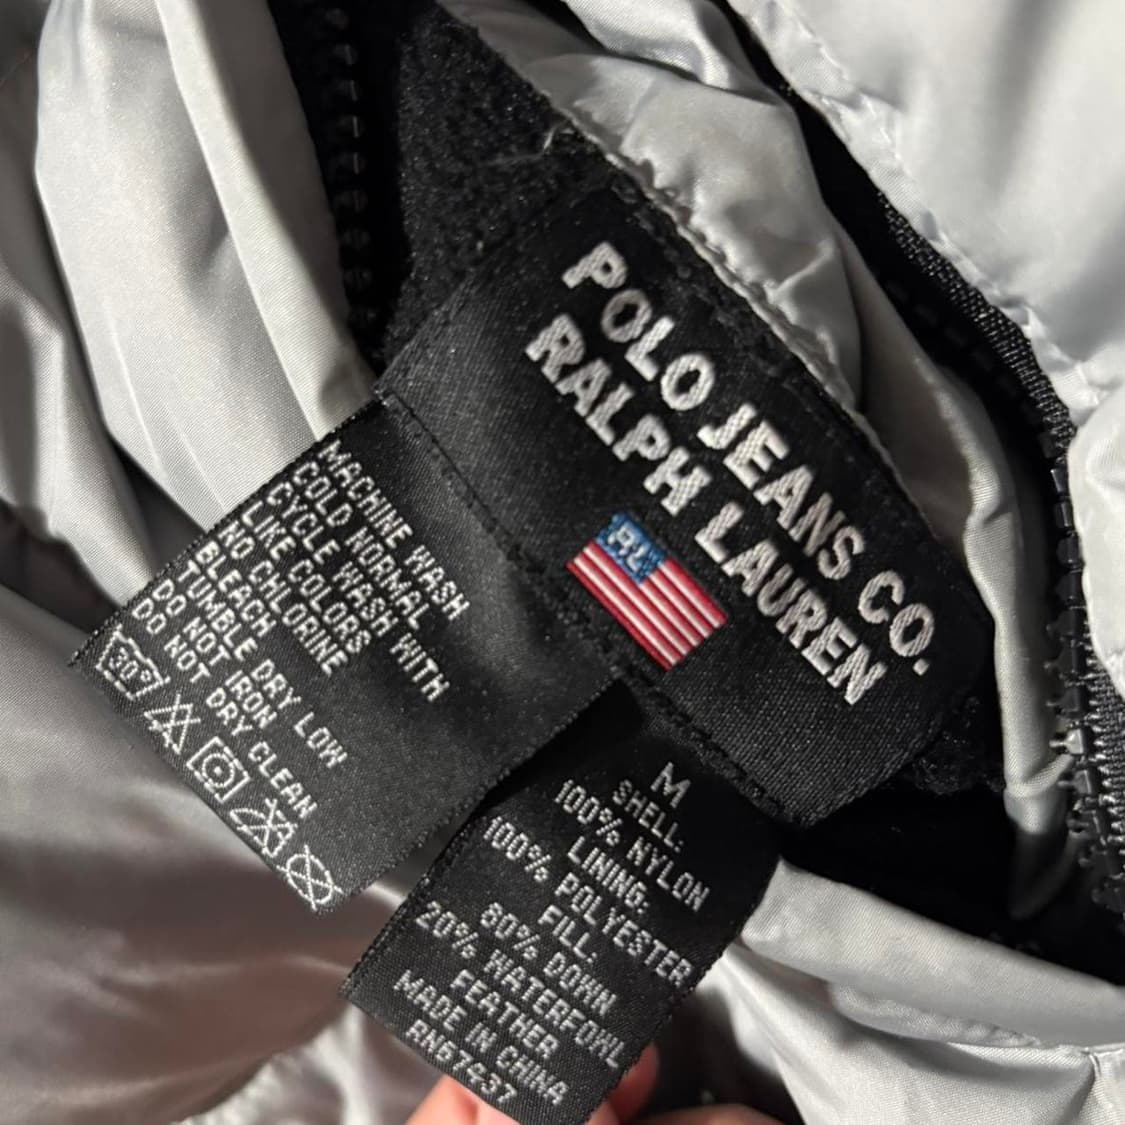 POLO JEANS CO.
RALPH LAUREN
RL
MACHINE WASH
COLD NORMAL
CYCLE WASH WITH
LIKE COLORS
NO CHLORINE
BLEACH
TUMBLE DRY LOW
DO NOT IRON
DO NOT DRY CLEAN
30°
M
SHELL:
100% NYLON
LINING:
100% POLYESTER
FILL:
80% DOWN
20% WATERFOWL
FEATHER
MADE IN CHINA
RN67437